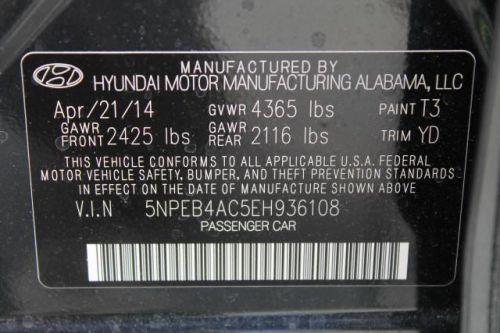 MANUFACTURED BY
HYUNDAI MOTOR MANUFACTURING ALABAMA, LLC
Apr/21/14 GVWR 4365 lbs PAINT T3
GAWR FRONT 2425 lbs GAWR REAR 2116 lbs TRIM YD
THIS VEHICLE CONFORMS TO ALL APPLICABLE U.S.A. FEDERAL
MOTOR VEHICLE SAFETY, BUMPER, AND THEFT PREVENTION STANDARDS
IN EFFECT ON THE DATE OF MANUFACTURE SHOWN ABOVE.
V.I.N 5NPEB4AC5EH936108
PASSENGER CAR